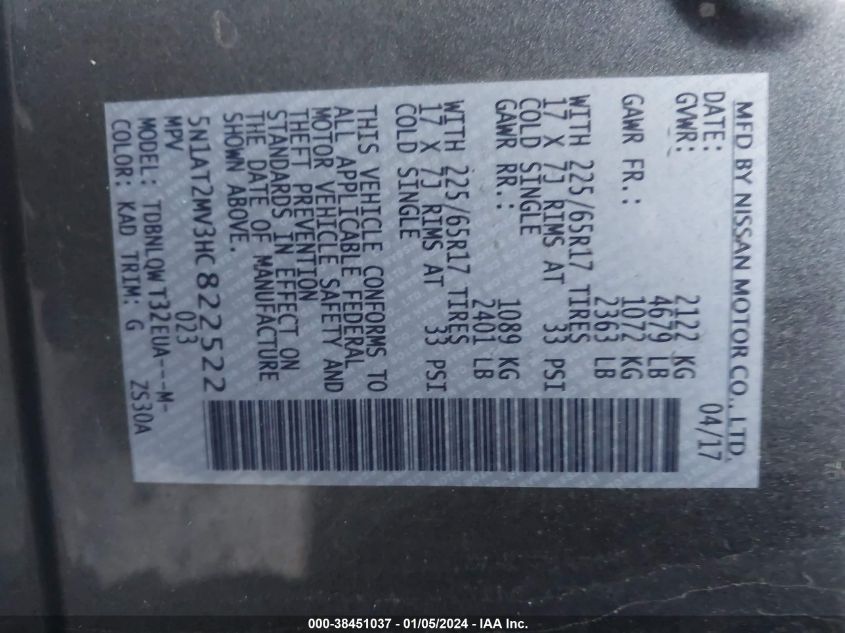 MFD BY NISSAN MOTOR CO., LTD.
DATE: 04/17
GVWR: 2122 KG
4679 LB
GAWR FR.: 1072 KG
2363 LB
WITH 225/65R17 TIRES
17 X 7J RIMS AT 33 PSI
COLD SINGLE
GAWR RR.: 1089 KG
2401 LB
WITH 225/65R17 TIRES
17 X 7J RIMS AT 33 PSI
COLD SINGLE
THIS VEHICLE CONFORMS TO
ALL APPLICABLE FEDERAL
MOTOR VEHICLE SAFETY AND
THEFT PREVENTION
STANDARDS IN EFFECT ON
THE DATE OF MANUFACTURE
SHOWN ABOVE.
5N1AT2MV3HC822522
MPV 023
MODEL: TDBNLQWT32EUA---M-
COLOR: KAD TRIM: G ZS30A
000-38451037 - 01/05/2024 - IAA Inc.